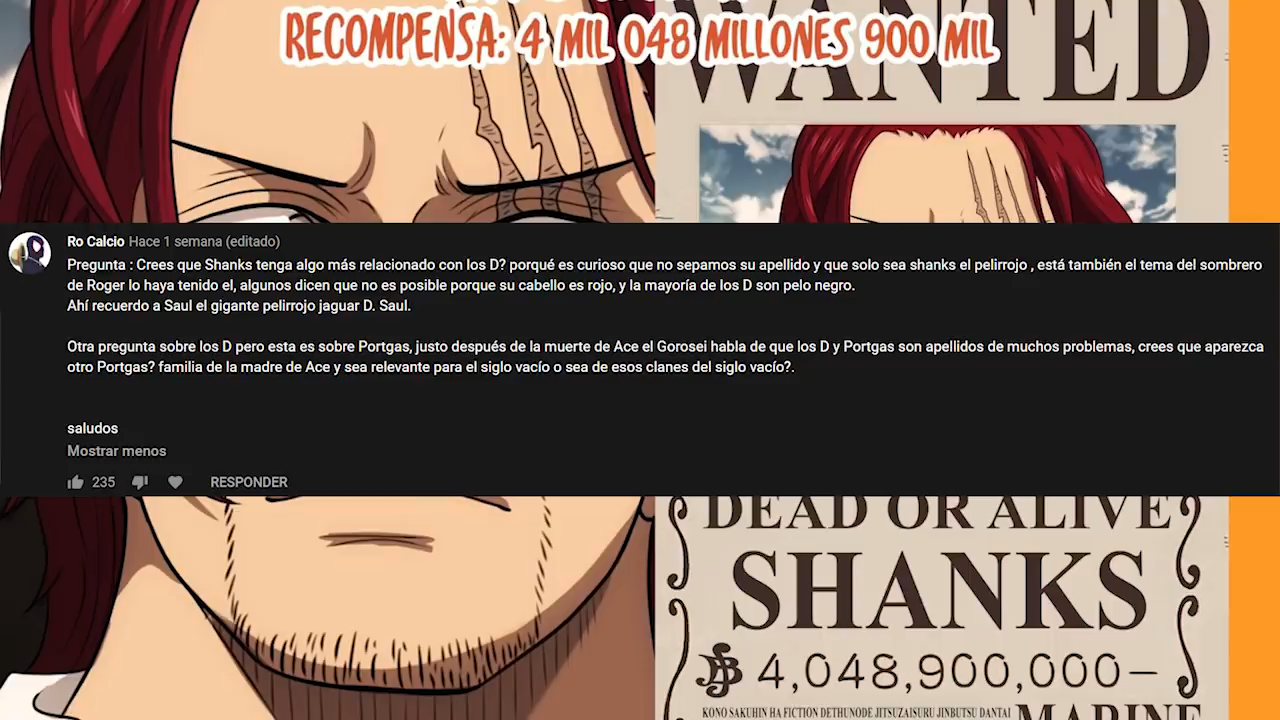 RECOMPENSA: 4 MIL 048 MILLONES 900 MIL
WANTED
Ro Calcio Hace 1 semana (editado)
Pregunta : Crees que Shanks tenga algo más relacionado con los D? porqué es curioso que no sepamos su apellido y que solo sea shanks el pelirrojo , está también el tema del sombrero
de Roger lo haya tenido el, algunos dicen que no es posible porque su cabello es rojo, y la mayoría de los D son pelo negro.
Ahí recuerdo a Saul el gigante pelirrojo jaguar D. Saul.
Otra pregunta sobre los D pero esta es sobre Portgas, justo después de la muerte de Ace el Gorosei habla de que los D y Portgas son apellidos de muchos problemas, crees que aparezca
otro Portgas? familia de la madre de Ace y sea relevante para el siglo vacío o sea de esos clanes del siglo vacío?.
saludos
Mostrar menos
235 RESPONDER
DEAD OR ALIVE
SHANKS
4,048,900,000-
KONO SAKUHIN HA FICTION DETHUNODE JITSUZAISURU JINBUTSU DANTAI
MARINE